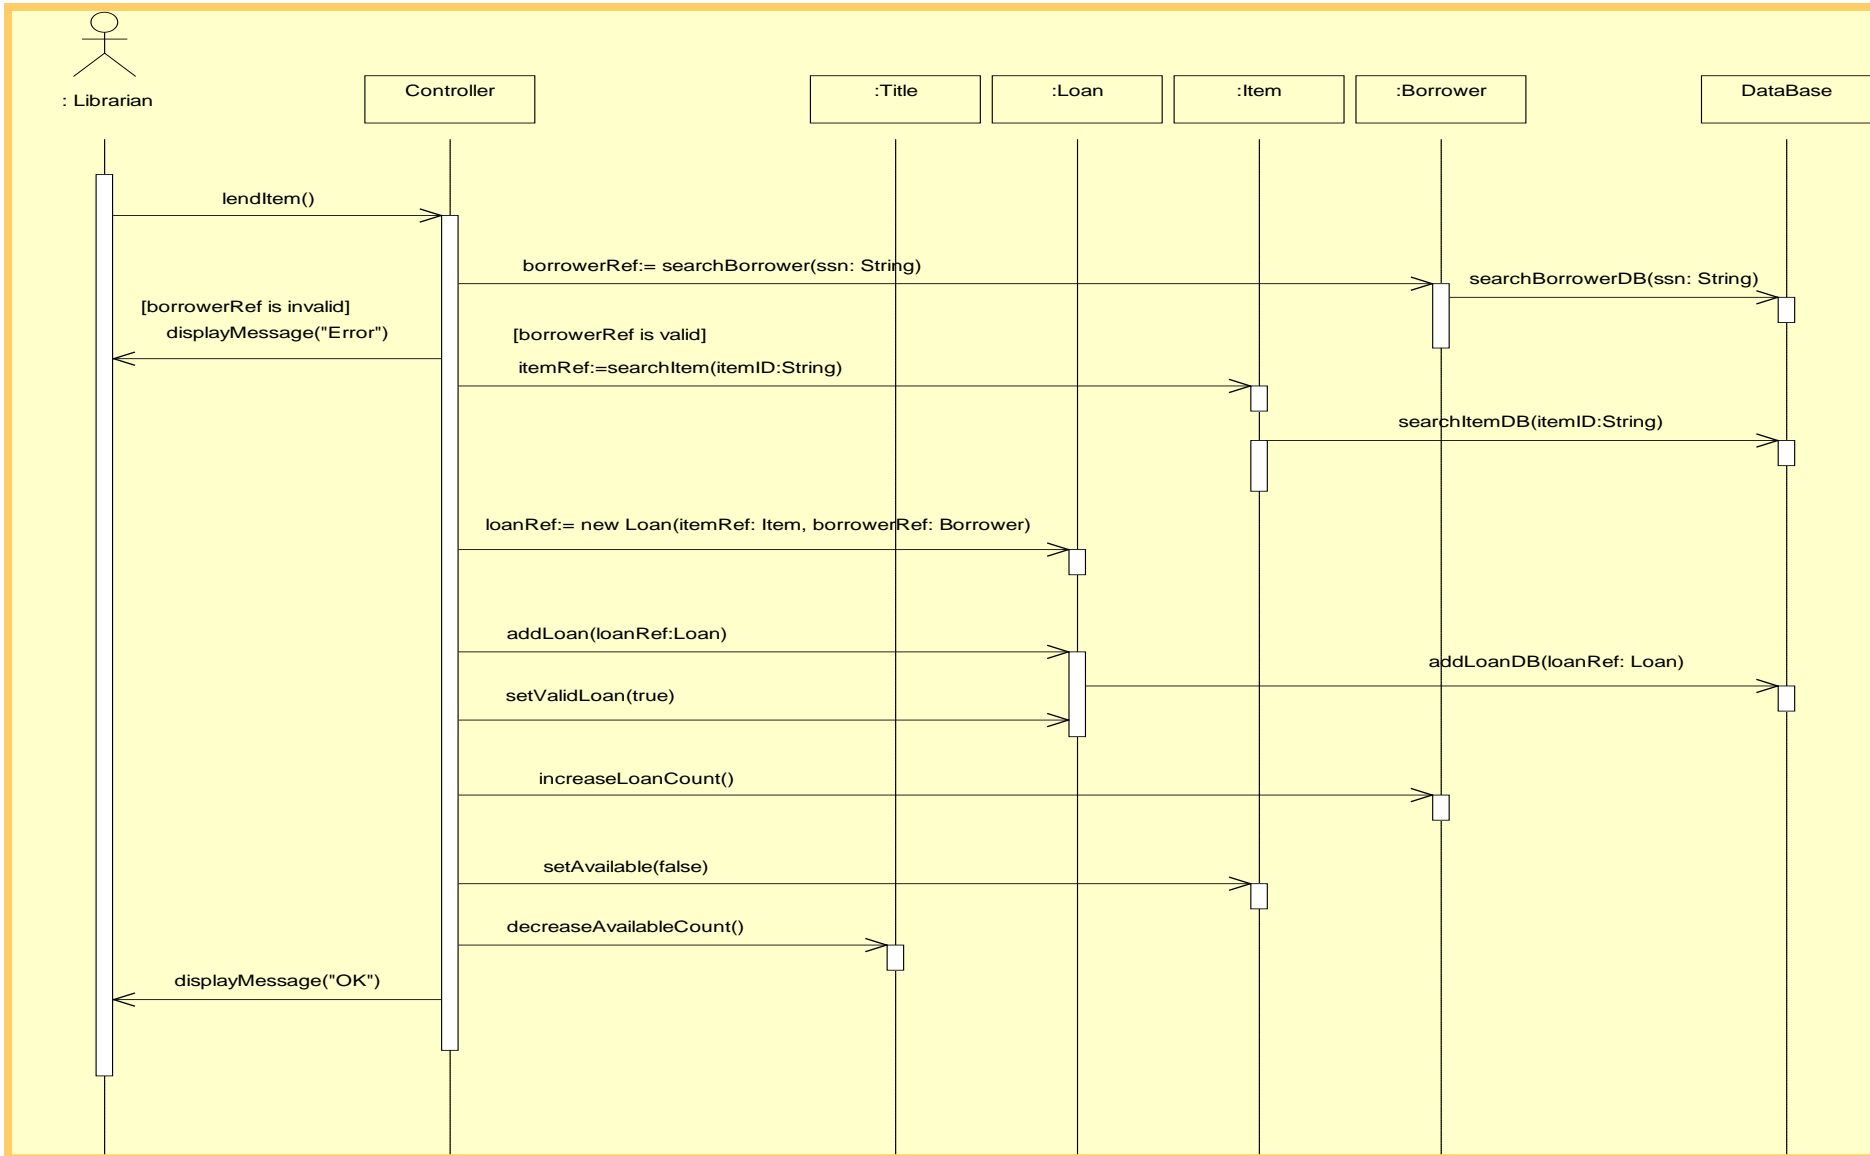 : Librarian
Controller
:Title
:Loan
:Item
:Borrower
DataBase
lendItem()
borrowerRef:= searchBorrower(ssn: String)
searchBorrowerDB(ssn: String)
[borrowerRef is invalid]
displayMessage("Error")
[borrowerRef is valid]
itemRef:=searchItem(itemID:String)
searchItemDB(itemID:String)
loanRef:= new Loan(itemRef: Item, borrowerRef: Borrower)
addLoan(loanRef:Loan)
addLoanDB(loanRef: Loan)
setValidLoan(true)
increaseLoanCount()
setAvailable(false)
decreaseAvailableCount()
displayMessage("OK")